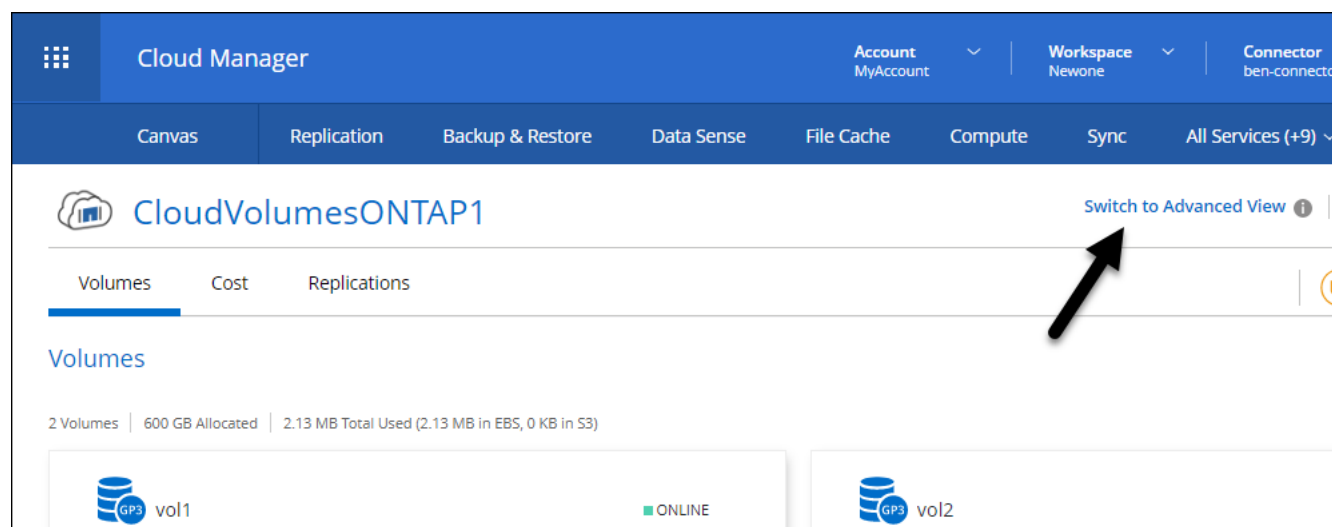 Cloud Manager
Account
MyAccount
Workspace
Newone
Connector
ben-connecto
Canvas Replication Backup & Restore Data Sense File Cache Compute Sync All Services (+9)
CloudVolumesONTAP1
Switch to Advanced View
Volumes Cost Replications
Volumes
2 Volumes | 600 GB Allocated | 2.13 MB Total Used (2.13 MB in EBS, 0 KB in S3)
GP3 vol1 ONLINE GP3 vol2